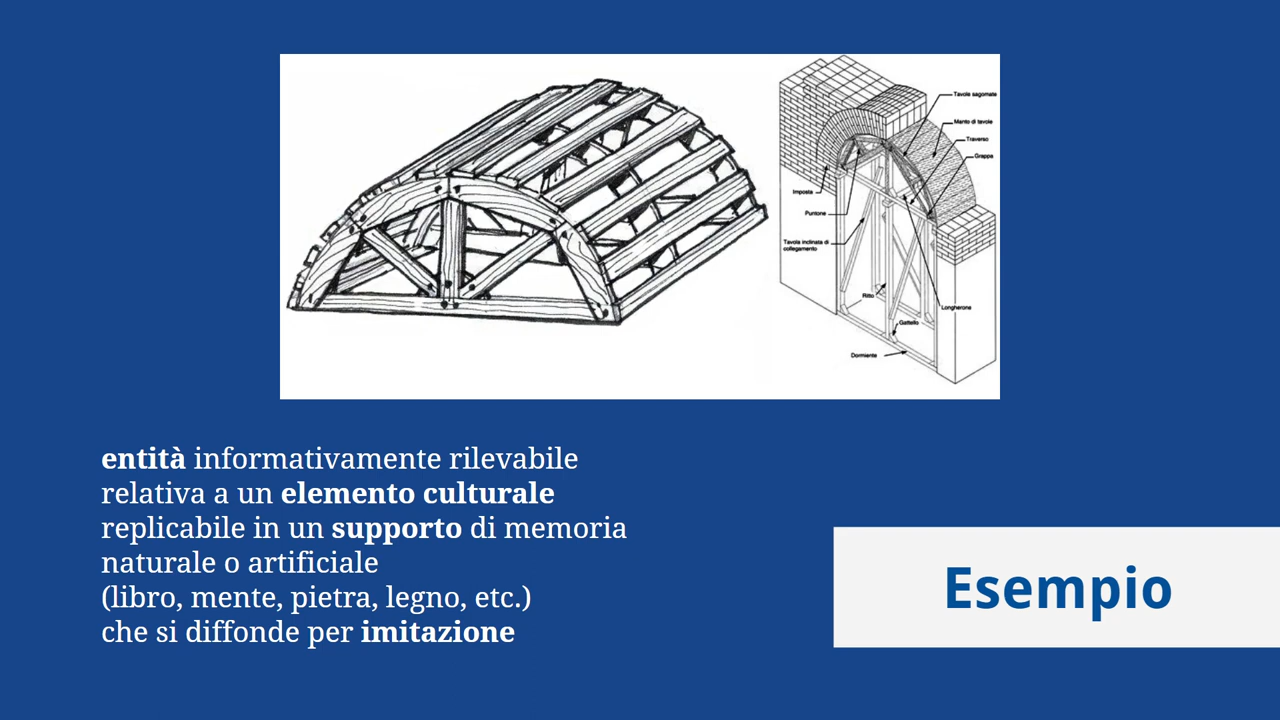 Tavole sagomate
Manto di tavole
Traverso
Grappa
Imposta
Puntone
Tavola inclinata di
collegamento
Ritto
Longherone
Gattello
Dormiente
entità informativamente rilevabile
relativa a un elemento culturale
replicabile in un supporto di memoria
naturale o artificiale
(libro, mente, pietra, legno, etc.)
che si diffonde per imitazione
Esempio